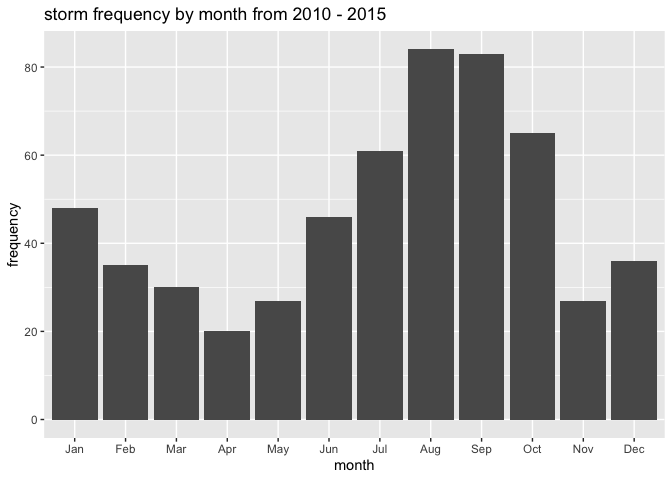 storm frequency by month from 2010 - 2015
frequency
80
60
40
20
0
Jan Feb Mar Apr May Jun Jul Aug Sep Oct Nov Dec
month